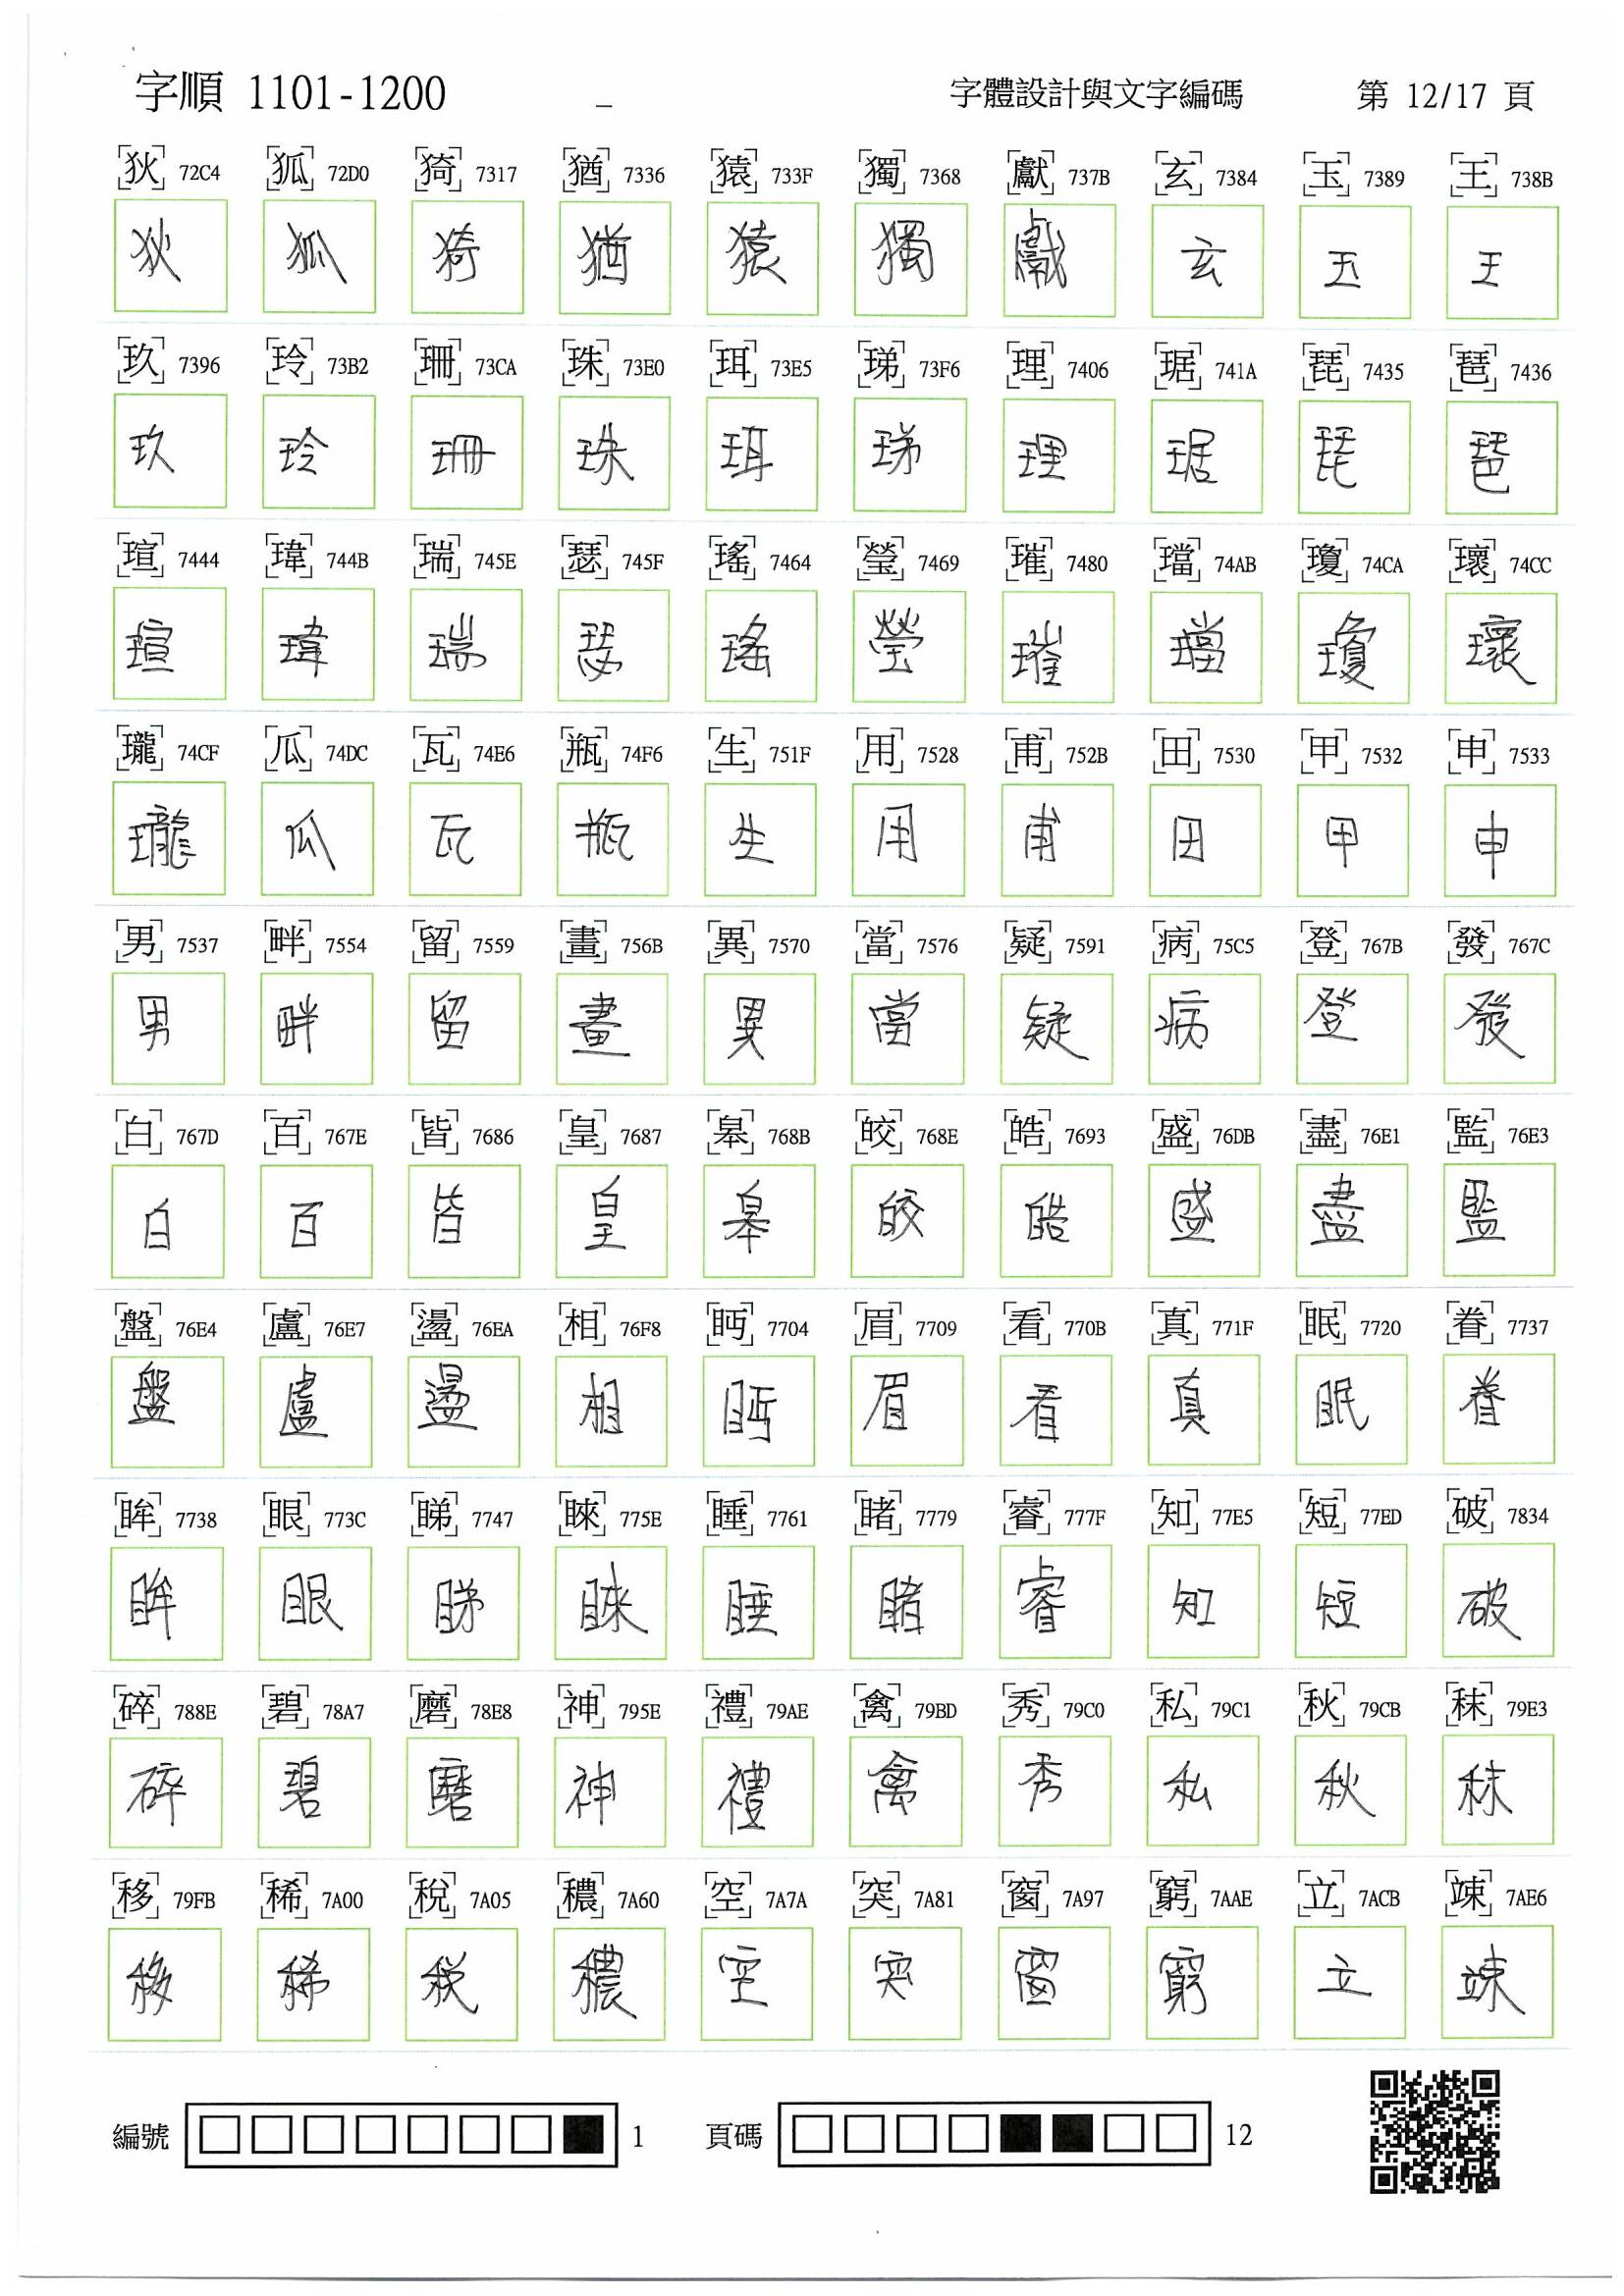 字順 1101-1200 _ 字體設計與文字編碼 第 12/17 頁
狄 72C4 狐 72D0 猗 7317 猶 7336 猿 733F 獨 7368 獻 737B 玄 7384 玉 7389 王 738B
狄 狐 猗 猶 猿 獨 獻 玄 玉 王
玖 7396 玲 73B2 珊 73CA 珠 73E0 珥 73E5 珶 73F6 理 7406 琚 741A 琵 7435 琶 7436
玖 玲 珊 珠 珥 珶 理 琚 琵 琶
瑄 7444 瑋 744B 瑞 745E 瑟 745F 瑤 7464 瑩 7469 璀 7480 璫 74AB 瓊 74CA 瓌 74CC
瑄 瑋 瑞 瑟 瑤 瑩 璀 璫 瓊 瓌
瓏 74CF 瓜 74DC 瓦 74E6 瓶 74F6 生 751F 用 7528 甫 752B 田 7530 甲 7532 申 7533
瓏 瓜 瓦 瓶 生 用 甫 田 甲 申
男 7537 畔 7554 留 7559 畫 756B 異 7570 當 7576 疑 7591 病 75C5 登 767B 發 767C
男 畔 留 畫 異 當 疑 病 登 發
白 767D 百 767E 皆 7686 皇 7687 皋 768B 皎 768E 皓 7693 盛 76DB 盡 76E1 監 76E3
白 百 皆 皇 皋 皎 皓 盛 盡 監
盤 76E4 盧 76E7 盪 76EA 相 76F8 眄 7704 眉 7709 看 770B 真 771F 眠 7720 眷 7737
盤 盧 盪 相 眄 眉 看 真 眠 眷
眸 7738 眼 773C 睇 7747 睞 775E 睡 7761 睹 7779 睿 777F 知 77E5 短 77ED 破 7834
眸 眼 睇 睞 睡 睹 睿 知 短 破
碎 788E 碧 78A7 磨 78E8 神 795E 禮 79AE 禽 79BD 秀 79C0 私 79C1 秋 79CB 秣 79E3
碎 碧 磨 神 禮 禽 秀 私 秋 秣
移 79FB 稀 7A00 稅 7A05 穠 7A60 空 7A7A 突 7A81 窗 7A97 窮 7AAE 立 7ACB 竦 7AE6
移 稀 稅 穠 空 突 窗 窮 立 竦
編號 1 頁碼 12